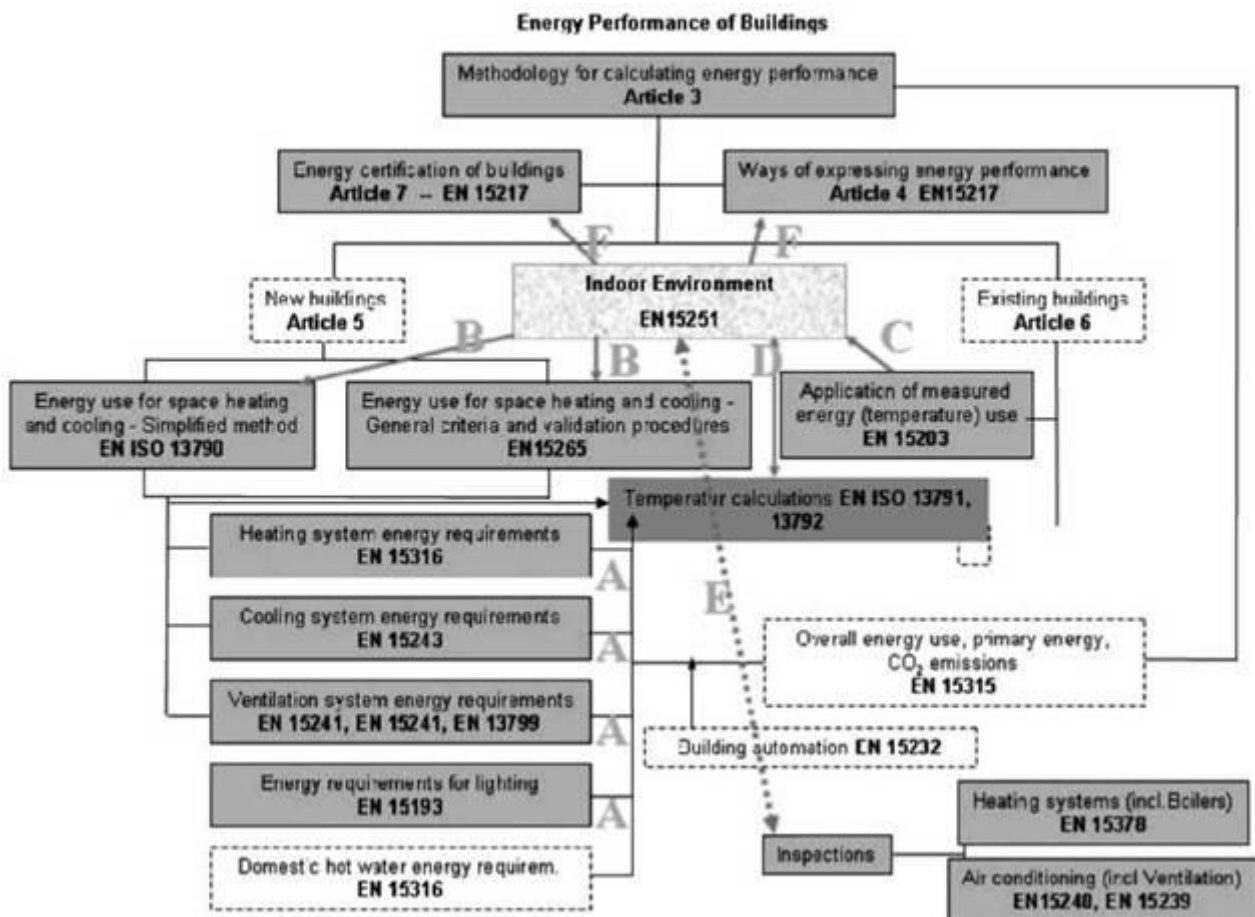 Energy Performance of Buildings
Methodology for calculating energy performance
Article 3
Energy certification of buildings
Article 7 -- EN 15217
Ways of expressing energy performance
Article 4 EN15217
F
F
New buildings
Article 5
Indoor Environment
EN15251
Existing buildings
Article 6
B
B
D
C
Energy use for space heating
and cooling - Simplified method
EN ISO 13790
Energy use for space heating and cooling -
General criteria and validation procedures
EN15265
Application of measured
energy (temperature) use
EN 15203
Temperatur calculations EN ISO 13791,
13792
Heating system energy requirements
EN 15316
A
E
Cooling system energy requirements
EN 15243
A
Overall energy use, primary energy,
CO2 emissions
EN 15315
Ventilation system energy requirements
EN 15241, EN 15241, EN 13799
A
Building automation EN 15232
Energy requirements for lighting
EN 15193
A
Heating systems (incl.Boilers)
EN 15378
Inspections
Domestic hot water energy requirem.
EN 15316
Air conditioning (incl Ventilation)
EN15240, EN 15239